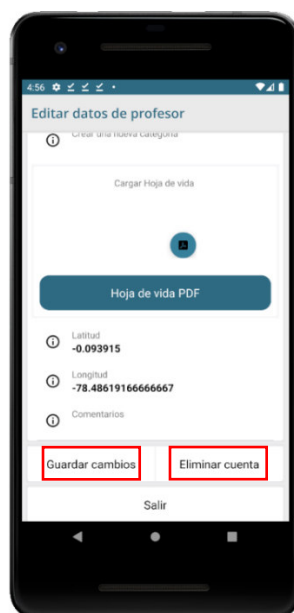 4:56
Editar datos de profesor
Crear una nueva categoría
Cargar Hoja de vida
Hoja de vida PDF
Latitud
-0.093915
Longitud
-78.48619166666667
Comentarios
Guardar cambios
Eliminar cuenta
Salir